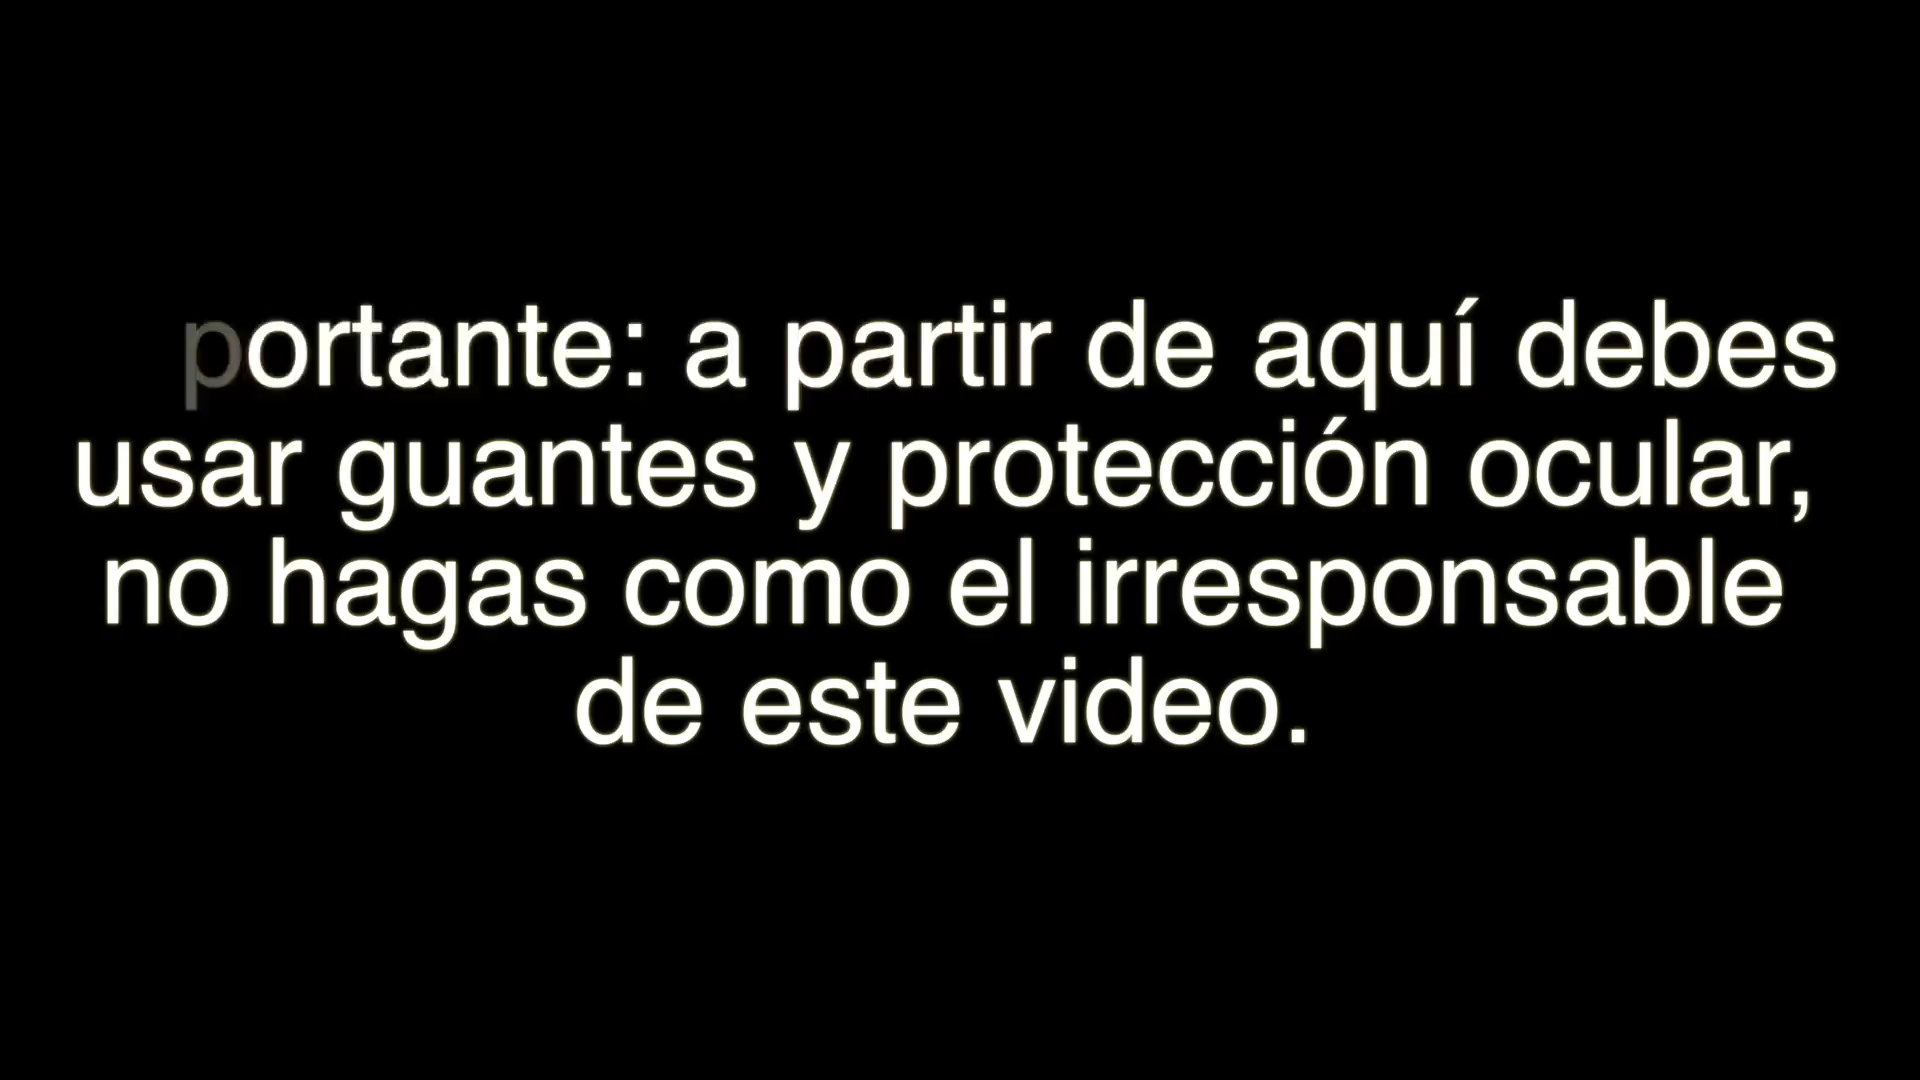 portante: a partir de aquí debes
usar guantes y protección ocular,
no hagas como el irresponsable
de este video.